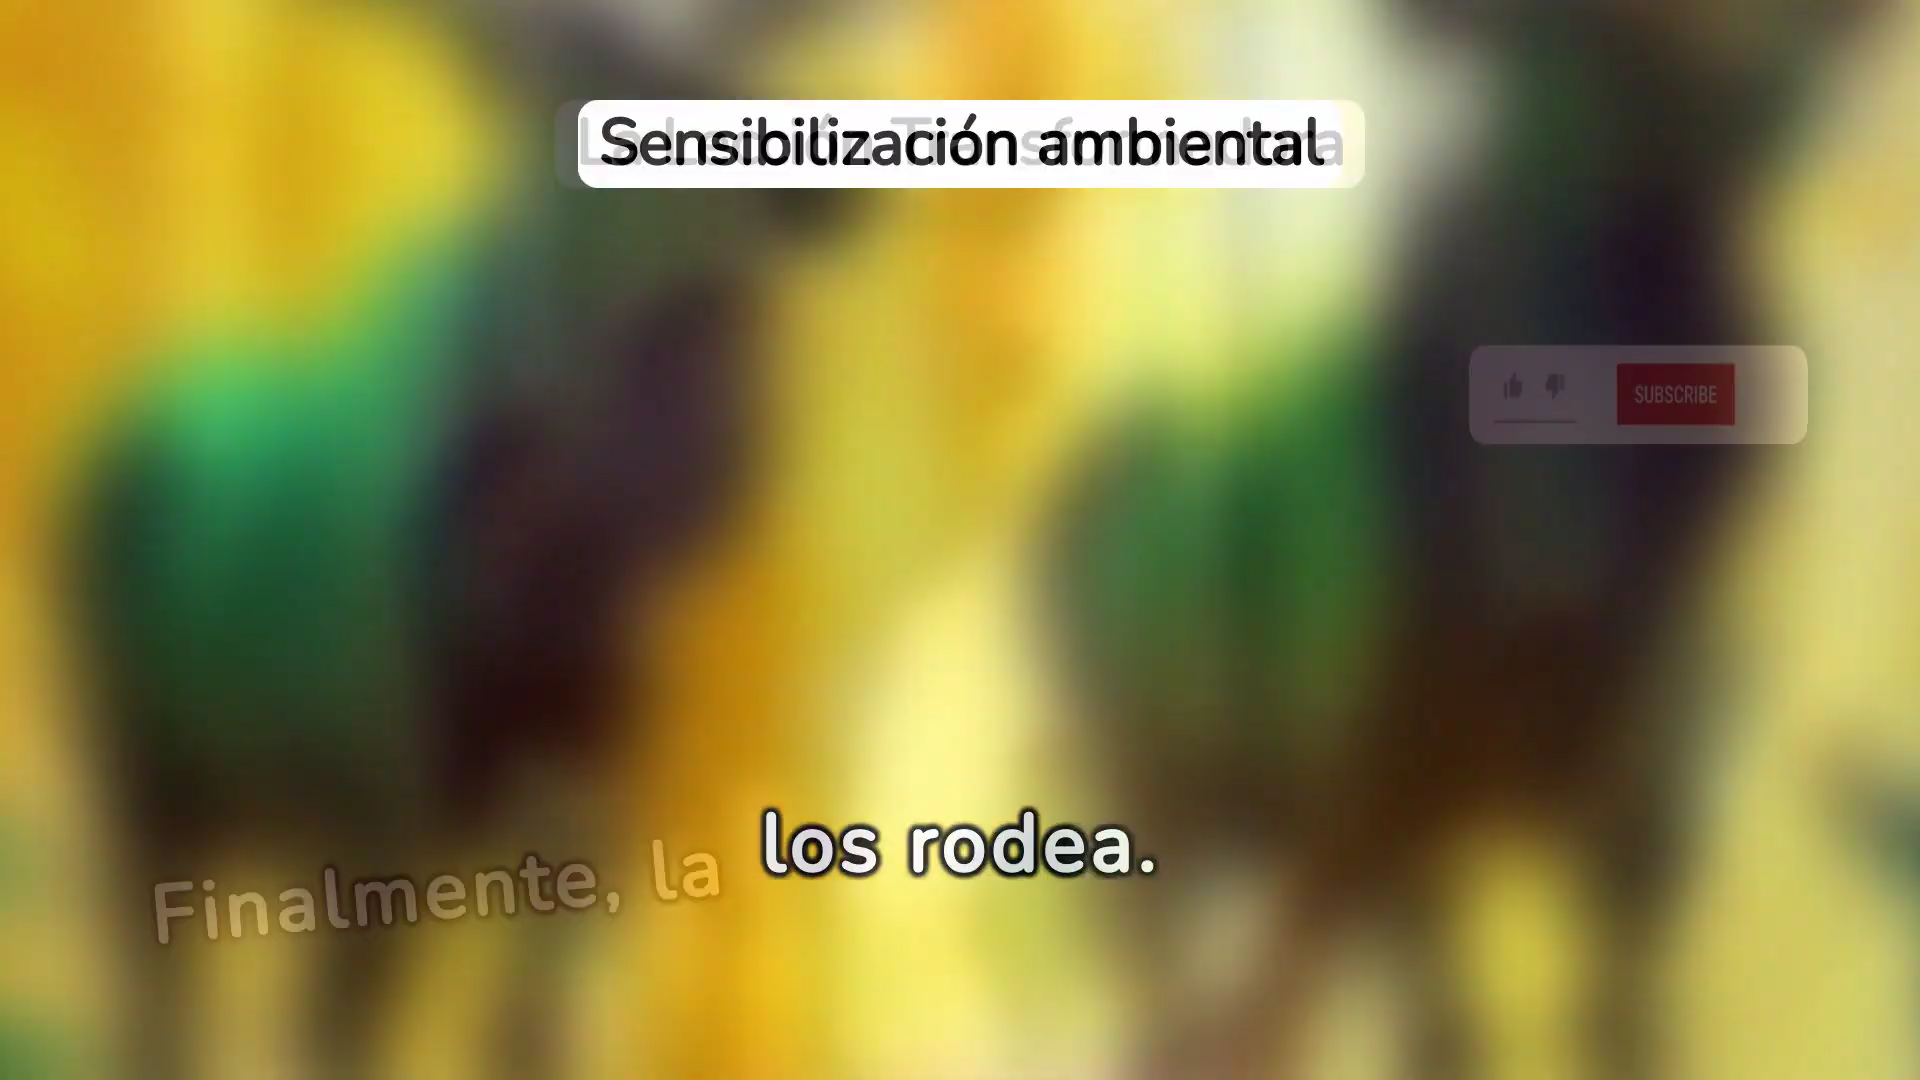 Sensibilización ambiental
SUBSCRIBE
los rodea.
Finalmente, la